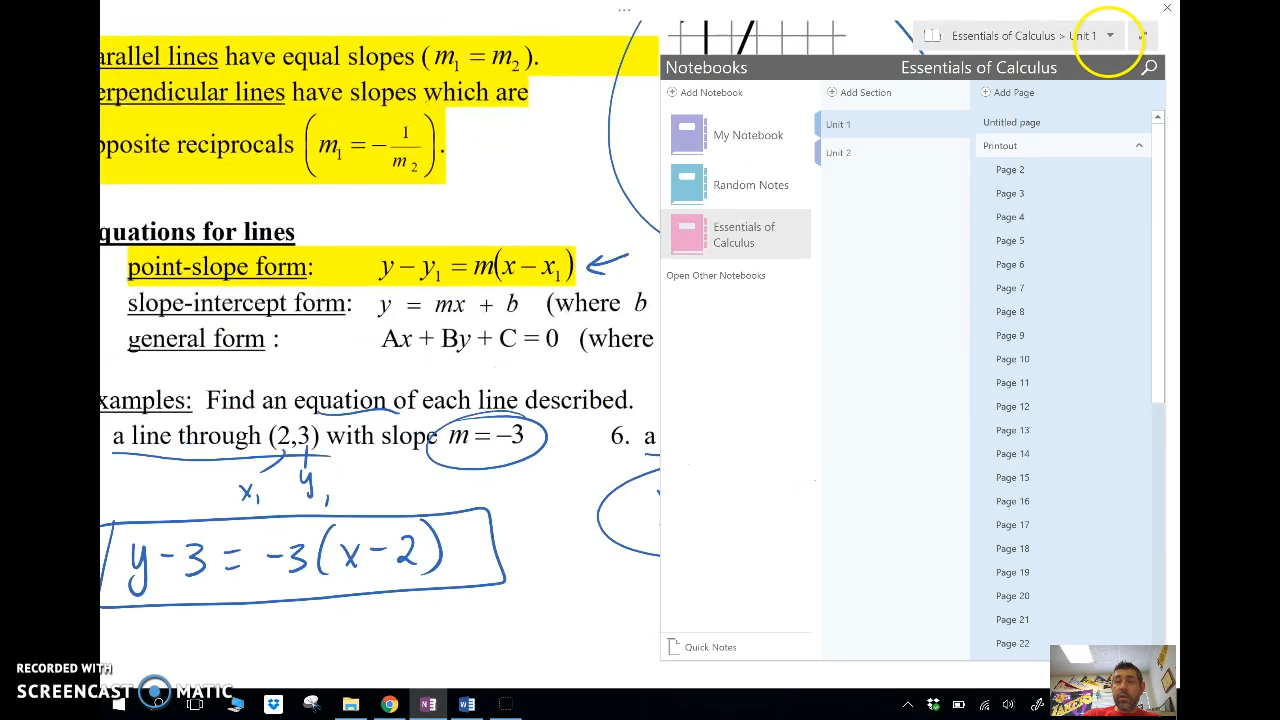 arallel lines have equal slopes ( m₁ = m₂ ).
erpendicular lines have slopes which are
pposite reciprocals ( m₁ = − 1/m₂ ).
quations for lines
point-slope form: y − y₁ = m(x − x₁)
slope-intercept form: y = mx + b (where b
general form : Ax + By + C = 0 (where
xamples: Find an equation of each line described.
a line through (2,3) with slope m = −3
6. a
x₁ y₁
y - 3 = -3 ( x - 2 )
Essentials of Calculus > Unit 1
Notebooks
Essentials of Calculus
Add Notebook
Add Section
Add Page
My Notebook
Random Notes
Essentials of
Calculus
Open Other Notebooks
Quick Notes
Unit 1
Unit 2
Untitled page
Printout
Page 2
Page 3
Page 4
Page 5
Page 6
Page 7
Page 8
Page 9
Page 10
Page 11
Page 12
Page 13
Page 14
Page 15
Page 16
Page 17
Page 18
Page 19
Page 20
Page 21
Page 22
RECORDED WITH
SCREENCAST MATIC